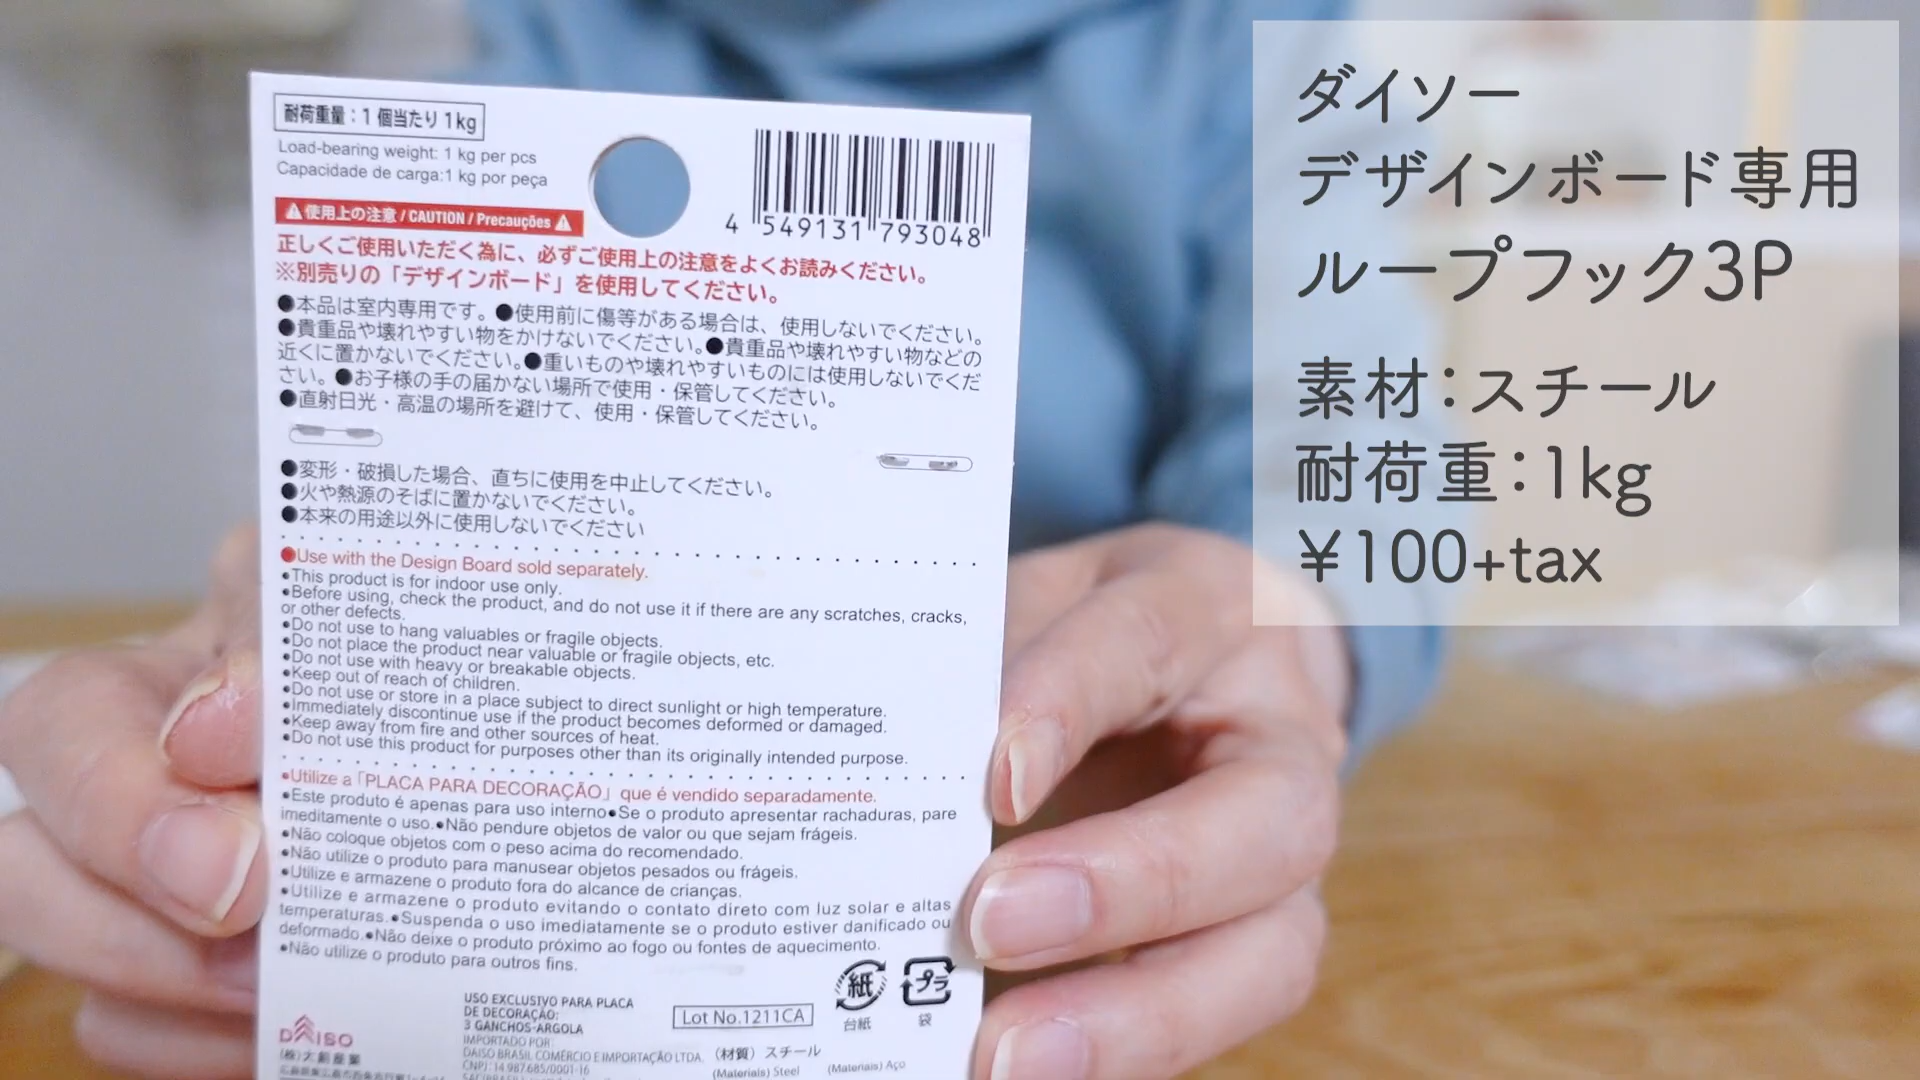 耐荷重量：1個当たり1kg
Load-bearing weight: 1 kg per pcs
Capacidade de carga:1 kg por peça
使用上の注意 / CAUTION / Precauções
4 549131 793048
正しくご使用いただく為に、必ずご使用上の注意をよくお読みください。
※別売りの「デザインボード」を使用してください。
●本品は室内専用です。●使用前に傷等がある場合は、使用しないでください。
●貴重品や壊れやすい物をかけないでください。●貴重品や壊れやすい物などの
近くに置かないでください。●重いものや壊れやすいものには使用しないでくだ
さい。●お子様の手の届かない場所で使用・保管してください。
●直射日光・高温の場所を避けて、使用・保管してください。
●変形・破損した場合、直ちに使用を中止してください。
●火や熱源のそばに置かないでください。
●本来の用途以外に使用しないでください
●Use with the Design Board sold separately.
•This product is for indoor use only.
•Before using, check the product, and do not use it if there are any scratches, cracks,
or other defects.
•Do not use to hang valuables or fragile objects.
•Do not place the product near valuable or fragile objects, etc.
•Do not use with heavy or breakable objects.
•Keep out of reach of children.
•Do not use or store in a place subject to direct sunlight or high temperature.
•Immediately discontinue use if the product becomes deformed or damaged.
•Keep away from fire and other sources of heat.
•Do not use this product for purposes other than its originally intended purpose.
•Utilize a「PLACA PARA DECORAÇÃO」que é vendido separadamente.
•Este produto é apenas para uso interno•Se o produto apresentar rachaduras, pare
imeditamente o uso.•Não pendure objetos de valor ou que sejam frágeis.
•Não coloque objetos com o peso acima do recomendado.
•Não utilize o produto para manusear objetos pesados ou frágeis.
•Utilize e armazene o produto fora do alcance de crianças.
•Utilize e armazene o produto evitando o contato direto com luz solar e altas
temperaturas.•Suspenda o uso imediatamente se o produto estiver danificado ou
deformado.•Não deixe o produto próximo ao fogo ou fontes de aquecimento.
•Não utilize o produto para outros fins.
紙
台紙
プラ
袋
DAISO
(株)大創産業
USO EXCLUSIVO PARA PLACA
DE DECORAÇÃO:
3 GANCHOS-ARGOLA
IMPORTADO POR:
DAISO BRASIL COMÉRCIO E IMPORTAÇÃO LTDA.
CNPJ: 14.987.685/0001-16
Lot No.1211CA
(材質) スチール
(Materials) Steel
(Materiais) Aço
ダイソー
デザインボード専用
ループフック3P
素材：スチール
耐荷重：1kg
￥100+tax